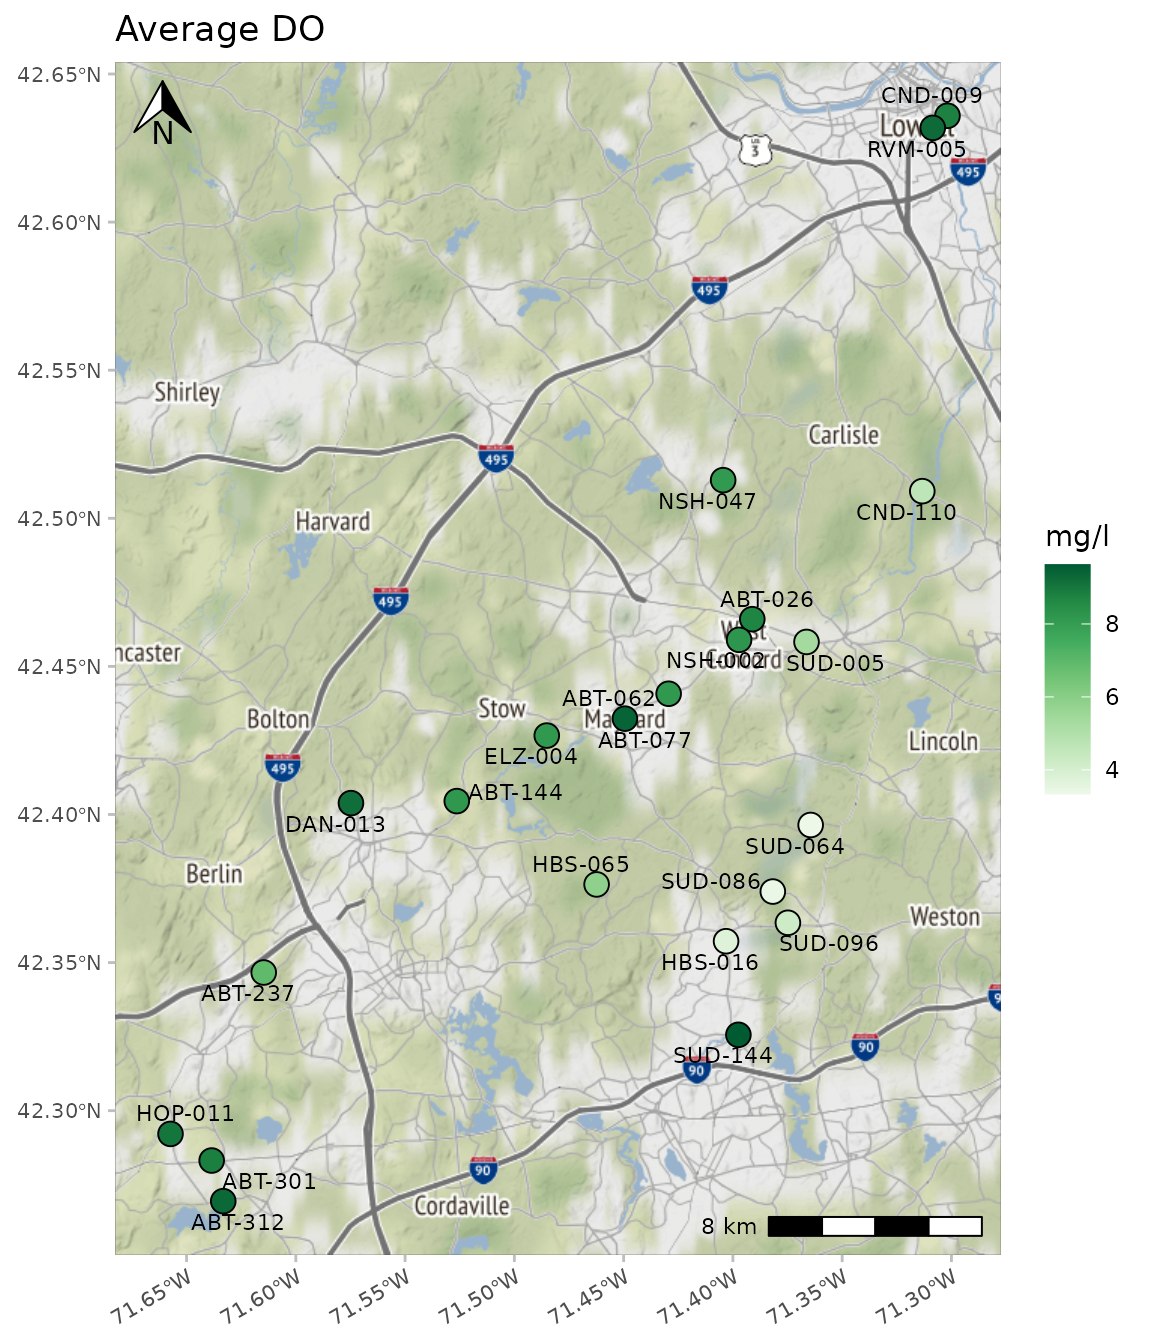 Average DO
42.65°N
42.60°N
42.55°N
42.50°N
42.45°N
42.40°N
42.35°N
42.30°N
N
CND-009
Lowell
RVM-005
US
3
495
495
Shirley
Carlisle
495
NSH-047
CND-110
Harvard
495
ABT-026
West
Concord
NSH-002
SUD-005
ncaster
ABT-062
Stow
Maynard
ABT-077
Bolton
ELZ-004
Lincoln
495
ABT-144
DAN-013
SUD-064
HBS-065
Berlin
SUD-086
Weston
SUD-096
HBS-016
ABT-237
9
SUD-144
90
90
HOP-011
90
ABT-301
Cordaville
ABT-312
8 km
71.65°W
71.60°W
71.55°W
71.50°W
71.45°W
71.40°W
71.35°W
71.30°W
mg/l
8
6
4